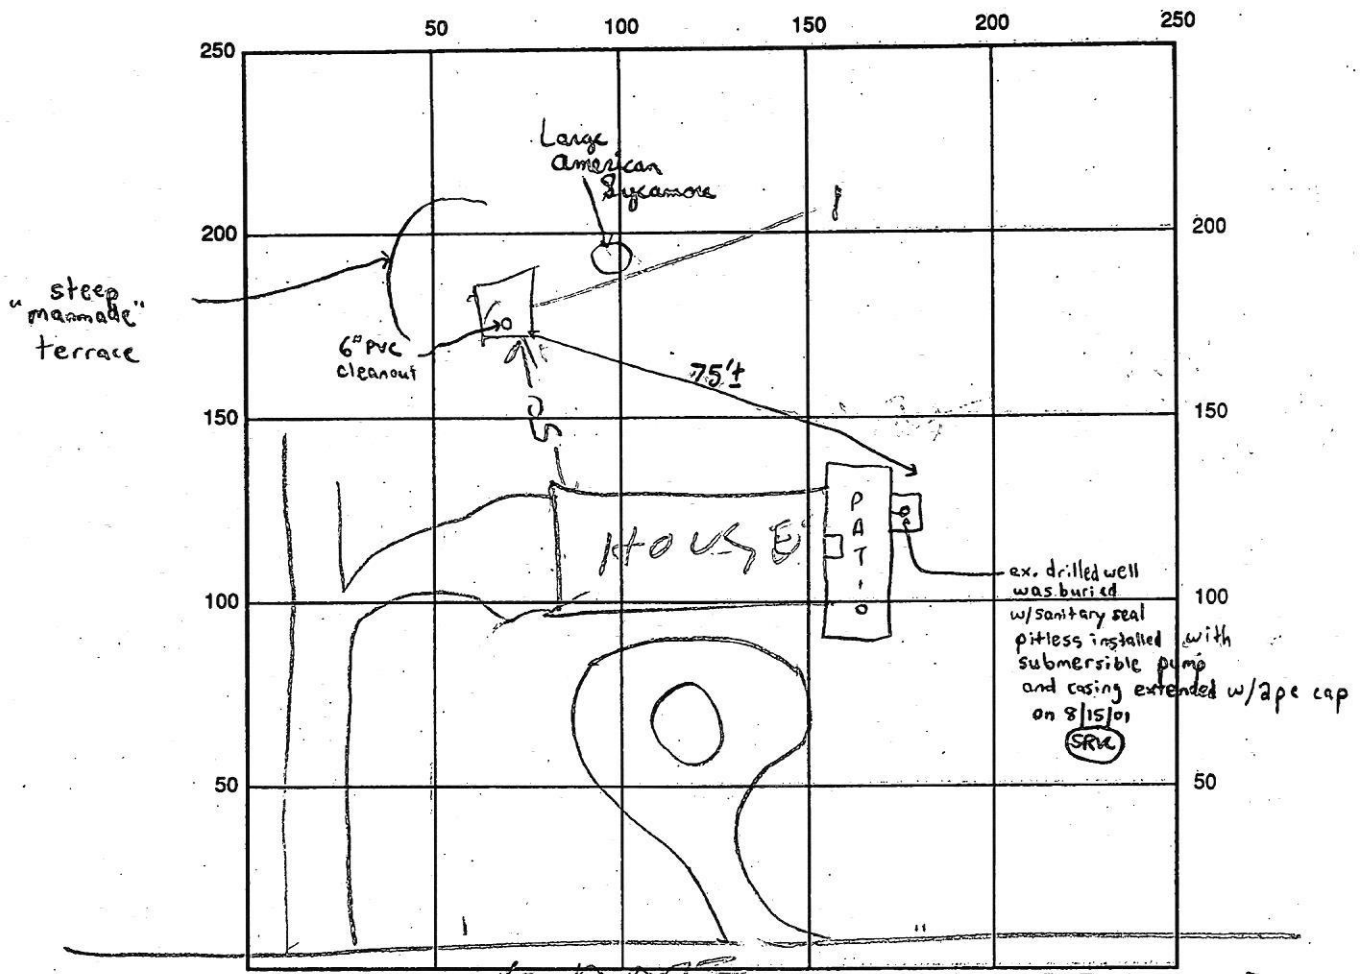 50 100 150 200 250
250
Large
American
Sycamore
200 200
steep
"manmade"
terrace
6" PVC
cleanout
75'±
50
150 150
HOUSE
PATIO
ex. drilled well
was buried
w/sanitary seal
pitless installed with
submersible pump
and casing extended w/2pc cap
on 8/15/01
SRW
100 100
50 50